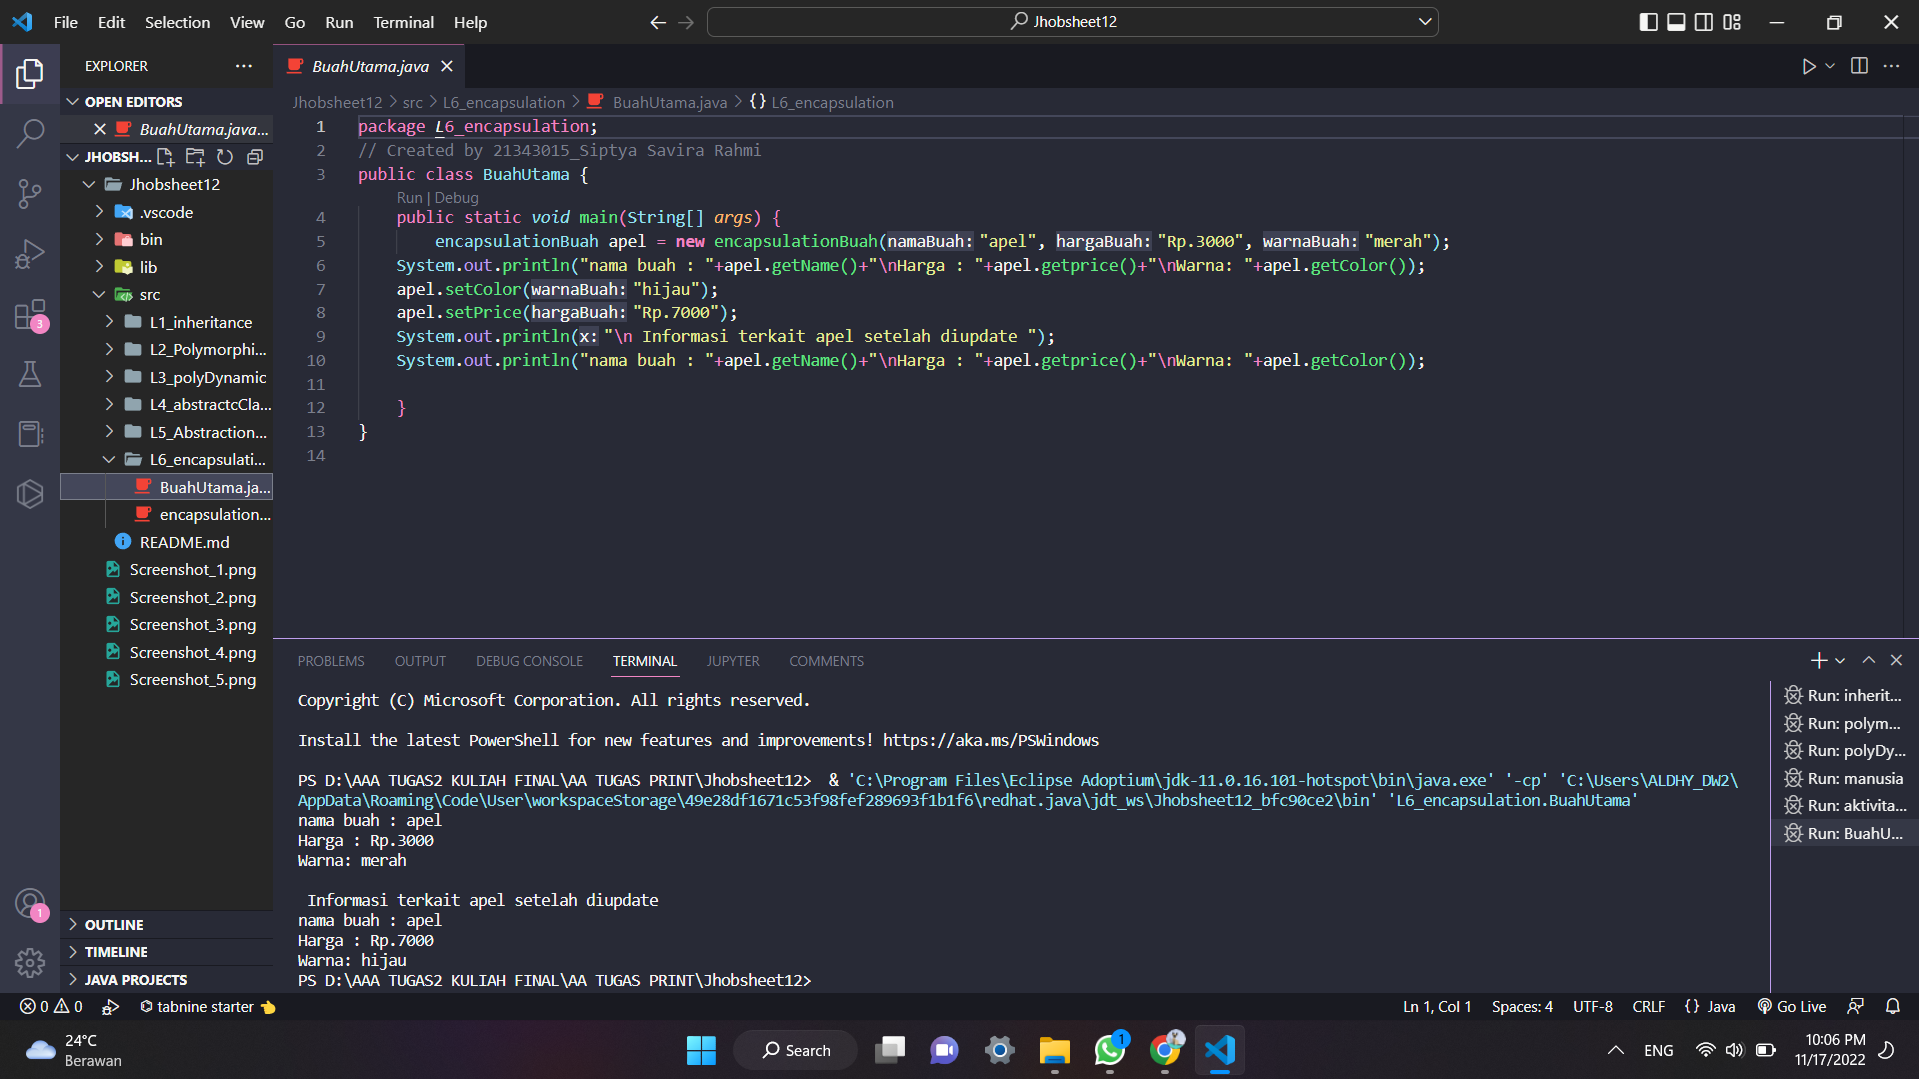 File Edit Selection View Go Run Terminal Help
Jhobsheet12
EXPLORER
BuahUtama.java
OPEN EDITORS
BuahUtama.java...
JHOBSH...
Jhobsheet12
.vscode
bin
lib
src
L1_inheritance
L2_Polymorphi...
L3_polyDynamic
L4_abstractcCla...
L5_Abstraction...
L6_encapsulati...
BuahUtama.ja...
encapsulation...
README.md
Screenshot_1.png
Screenshot_2.png
Screenshot_3.png
Screenshot_4.png
Screenshot_5.png
OUTLINE
TIMELINE
JAVA PROJECTS
3
1
Jhobsheet12 > src > L6_encapsulation > BuahUtama.java > {} L6_encapsulation
1 package L6_encapsulation;
2 // Created by 21343015_Siptya Savira Rahmi
3 public class BuahUtama {
Run | Debug
4 public static void main(String[] args) {
5 encapsulationBuah apel = new encapsulationBuah(namaBuah: "apel", hargaBuah: "Rp.3000", warnaBuah: "merah");
6 System.out.println("nama buah : "+apel.getName()+"\nHarga : "+apel.getprice()+"\nWarna: "+apel.getColor());
7 apel.setColor(warnaBuah: "hijau");
8 apel.setPrice(hargaBuah: "Rp.7000");
9 System.out.println(x: "\n Informasi terkait apel setelah diupdate ");
10 System.out.println("nama buah : "+apel.getName()+"\nHarga : "+apel.getprice()+"\nWarna: "+apel.getColor());
11
12 }
13 }
14
PROBLEMS OUTPUT DEBUG CONSOLE TERMINAL JUPYTER COMMENTS
Copyright (C) Microsoft Corporation. All rights reserved.
Install the latest PowerShell for new features and improvements! https://aka.ms/PSWindows
PS D:\AAA TUGAS2 KULIAH FINAL\AA TUGAS PRINT\Jhobsheet12> & 'C:\Program Files\Eclipse Adoptium\jdk-11.0.16.101-hotspot\bin\java.exe' '-cp' 'C:\Users\ALDHY_DW2\
AppData\Roaming\Code\User\workspaceStorage\49e28df1671c53f98fef289693f1b1f6\redhat.java\jdt_ws\Jhobsheet12_bfc90ce2\bin' 'L6_encapsulation.BuahUtama'
nama buah : apel
Harga : Rp.3000
Warna: merah
Informasi terkait apel setelah diupdate
nama buah : apel
Harga : Rp.7000
Warna: hijau
PS D:\AAA TUGAS2 KULIAH FINAL\AA TUGAS PRINT\Jhobsheet12>
Run: inherit...
Run: polym...
Run: polyDy...
Run: manusia
Run: aktivita...
Run: BuahU...
0 0 tabnine starter
Ln 1, Col 1 Spaces: 4 UTF-8 CRLF {} Java Go Live
24°C
Berawan
Search
1
ENG
10:06 PM
11/17/2022